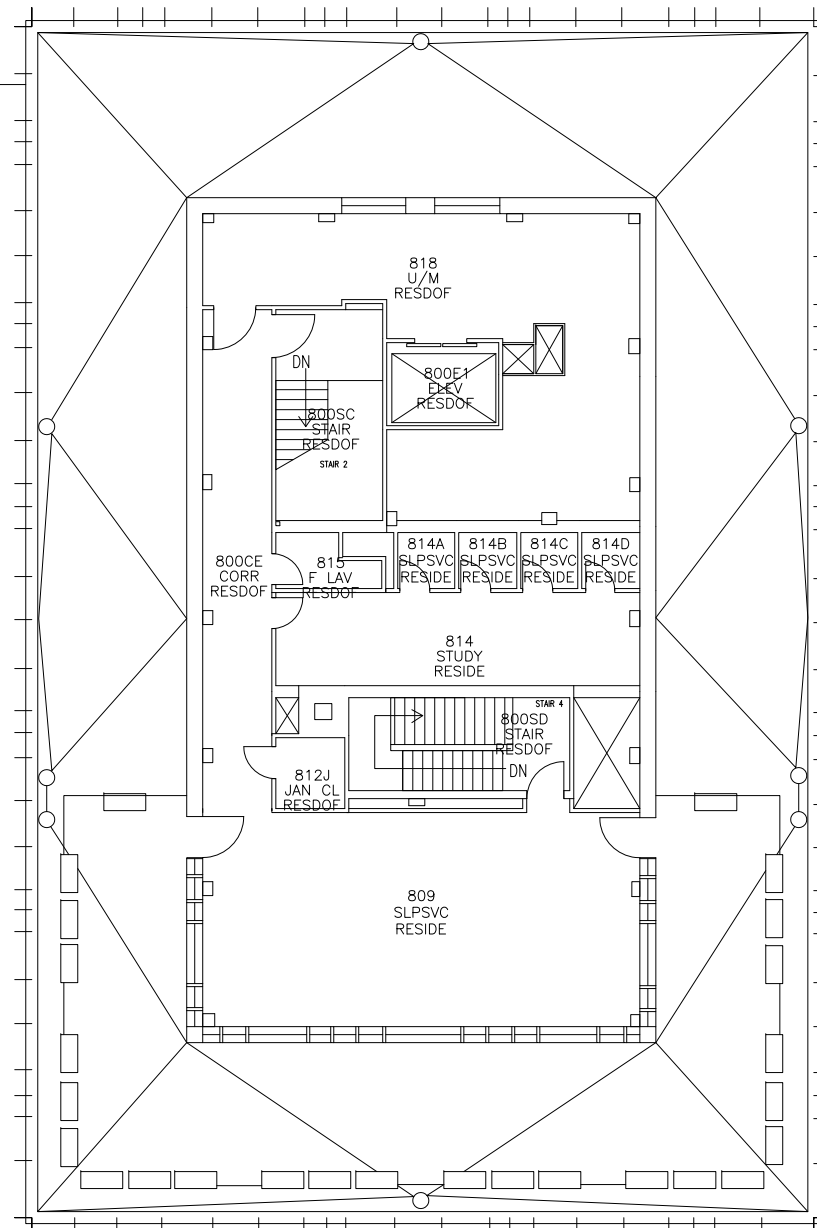 818
U/M
RESDOF
DN
800E1
ELEV
RESDOF
800SC
STAIR
RESDOF
STAIR 2
800CE
CORR
RESDOF
815
F LAV
RESDOF
814A
SLPSVC
RESIDE
814B
SLPSVC
RESIDE
814C
SLPSVC
RESIDE
814D
SLPSVC
RESIDE
814
STUDY
RESIDE
STAIR 4
800SD
STAIR
RESDOF
DN
812J
JAN CL
RESDOF
809
SLPSVC
RESIDE